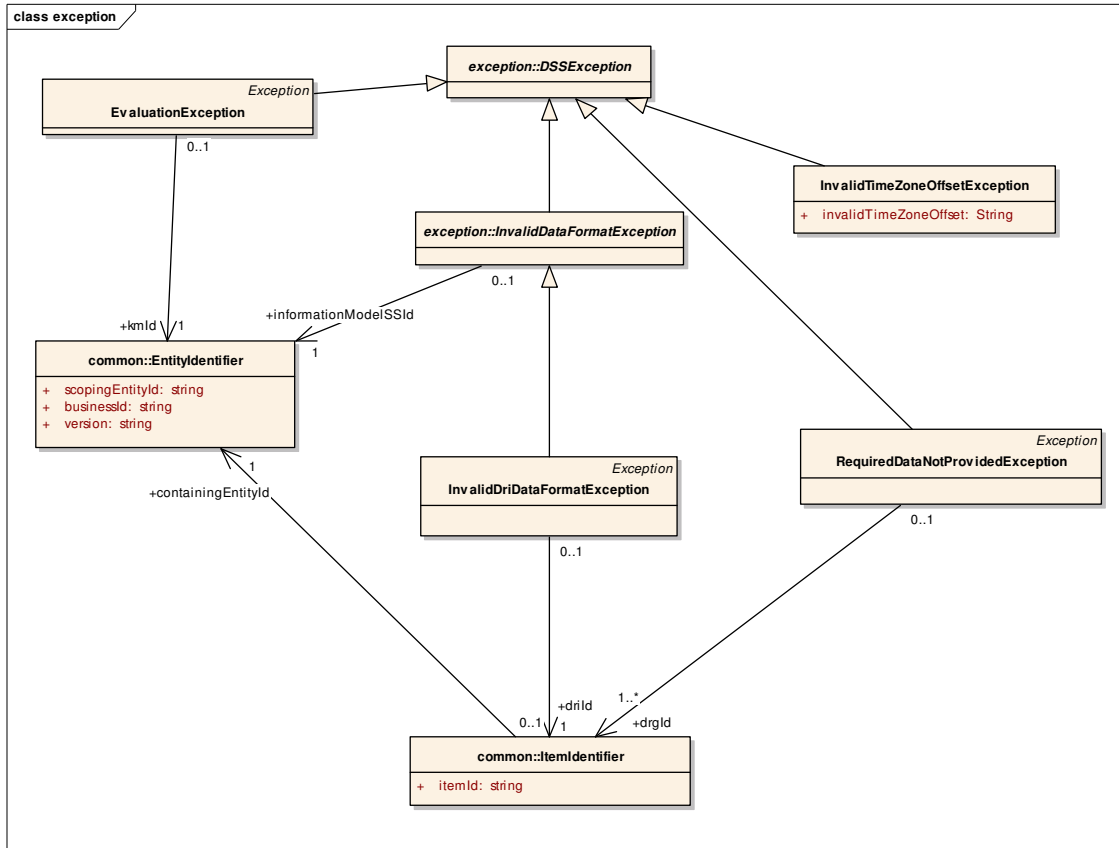 class exception
exception::DSSException
Exception
EvaluationException
0..1
InvalidTimeZoneOffsetException
+ invalidTimeZoneOffset: String
exception::InvalidDataFormatException
0..1
+informationModelSSId
1
+kmId
1
common::EntityIdentifier
+ scopingEntityId: string
+ businessId: string
+ version: string
1
+containingEntityId
Exception
InvalidDriDataFormatException
0..1
Exception
RequiredDataNotProvidedException
0..1
1..*
+drgId
+driId
1
0..1
common::ItemIdentifier
+ itemId: string